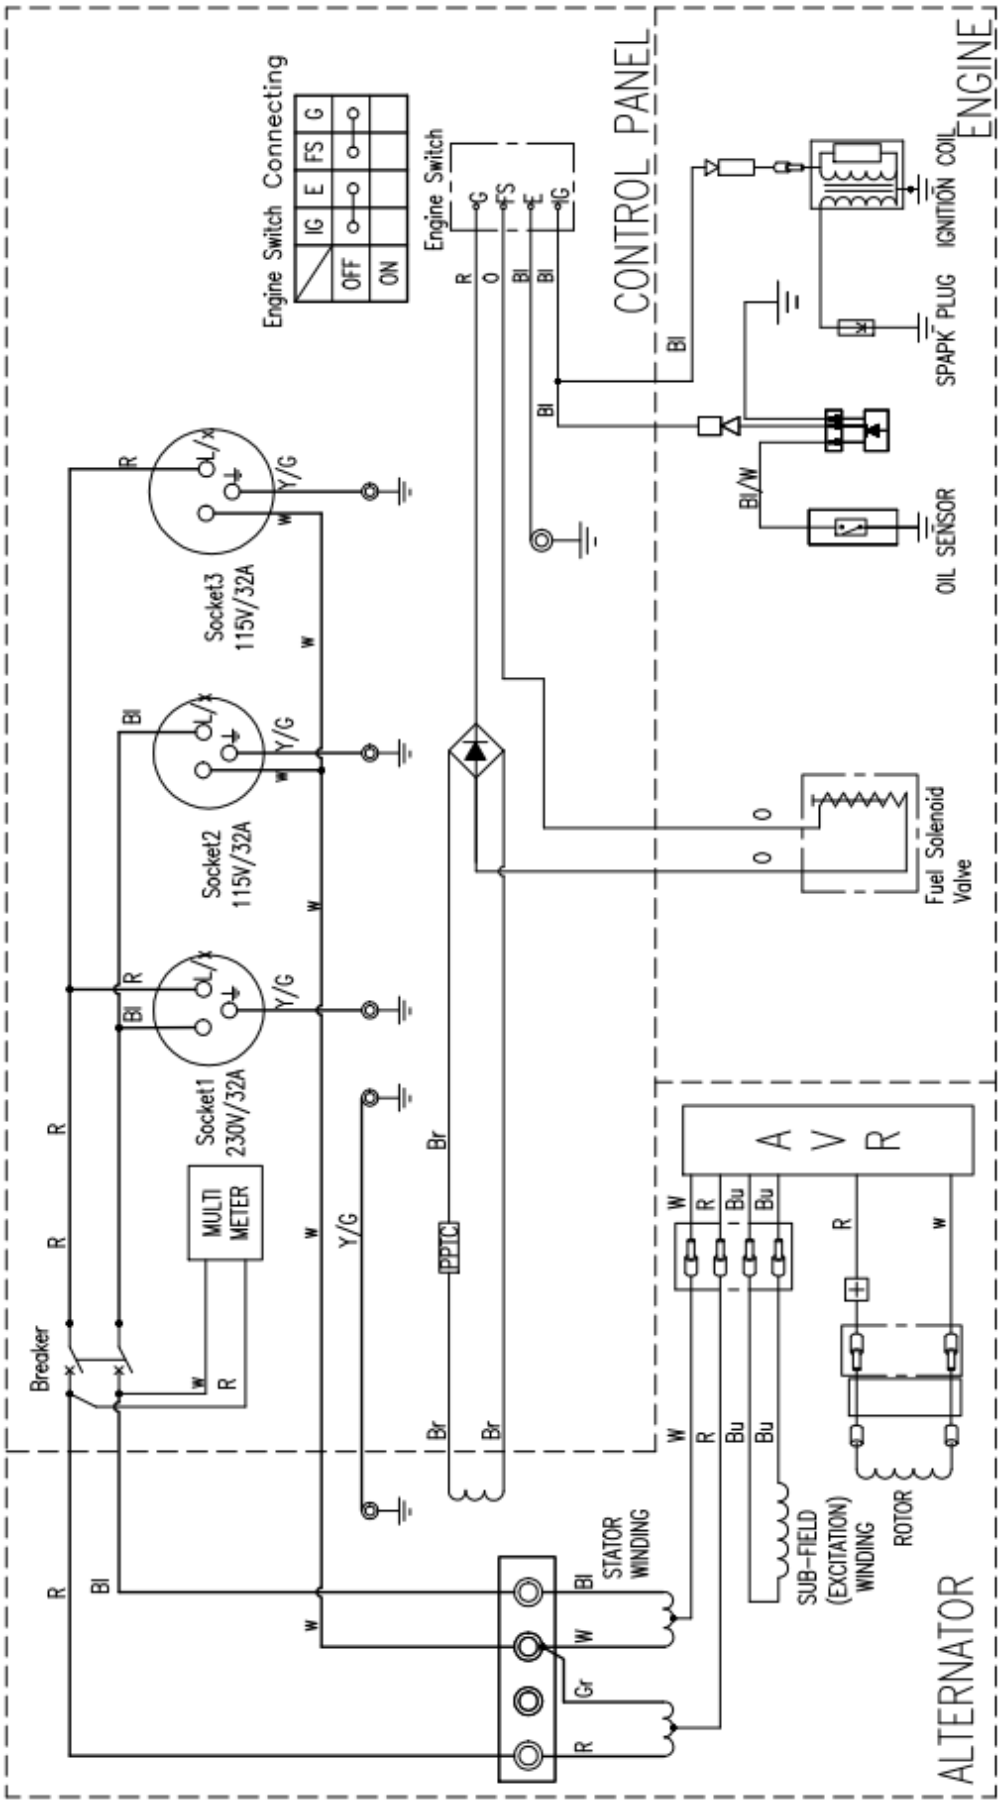 Engine Switch Connecting
IG E FS G
OFF
ON
Engine Switch
G
FS
E
IG
R
O
Bl
Bl
CONTROL PANEL
ENGINE
Bl
Bl
IGNITION COIL
SPAPK PLUG
Bl/W
OIL SENSOR
R
L/X
Y/G
W
Socket3
115V/32A
W
Bl
L/X
Y/G
W
Socket2
115V/32A
W
R
Bl
L/X
Y/G
Socket1
230V/32A
O
O
Fuel Solenoid
Valve
R
R
MULTI
METER
W
R
Breaker
W
Y/G
Br
PPTC
Br
Br
A V R
W
R
Bu
Bu
R
W
+
W
R
Bu
Bu
R
Bl
W
STATOR
WINDING
Bl
W
Gr
R
SUB-FIELD
(EXCITATION)
WINDING
ROTOR
ALTERNATOR